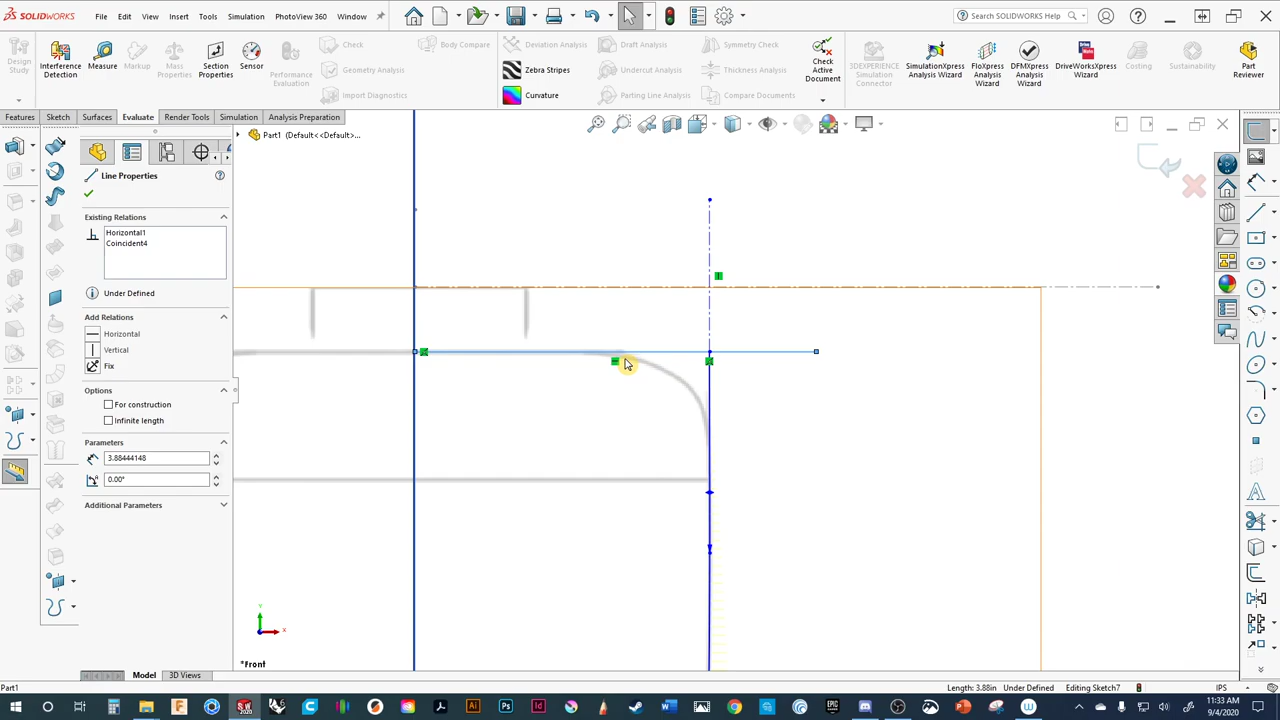 SOLIDWORKS File Edit View Insert Tools Simulation PhotoView 360 Window Search SOLIDWORKS Help
Design Study
Interference Detection
Measure
Markup
Mass Properties
Section Properties
Sensor
Performance Evaluation
Check
Geometry Analysis
Import Diagnostics
Body Compare
Zebra Stripes
Curvature
Deviation Analysis
Undercut Analysis
Parting Line Analysis
Draft Analysis
Thickness Analysis
Compare Documents
Symmetry Check
Check Active Document
3DEXPERIENCE Simulation Connector
SimulationXpress Analysis Wizard
FloXpress Analysis Wizard
DFMXpress Analysis Wizard
DriveWorksXpress Wizard
Costing
Sustainability
Part Reviewer
Features Sketch Surfaces Evaluate Render Tools Simulation Analysis Preparation
Part1 (Default<<Default>...
Line Properties
Existing Relations
Horizontal1
Coincident4
Under Defined
Add Relations
Horizontal
Vertical
Fix
Options
For construction
Infinite length
Parameters
3.88444148
0.00°
Additional Parameters
Y
X
*Front
Model 3D Views
Part1 Length: 3.88in Under Defined Editing Sketch7 IPS
11:33 AM
9/4/2020